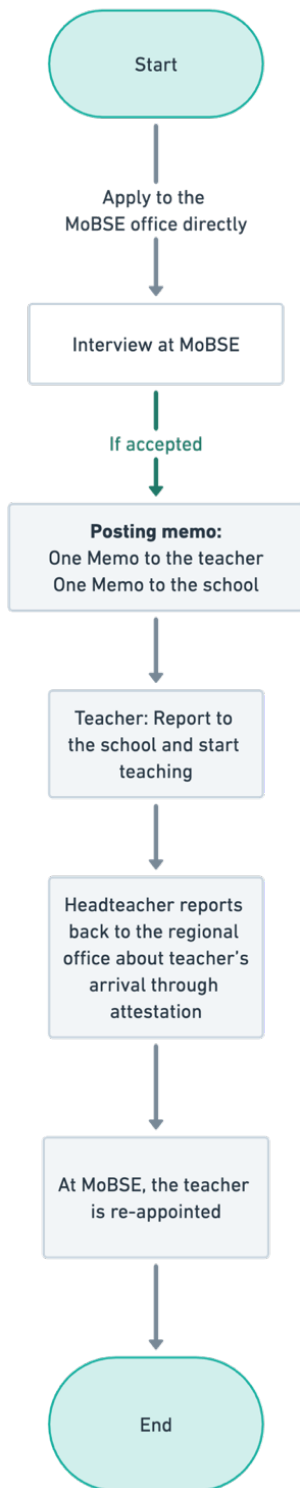 Start
Apply to the
MoBSE office directly
Interview at MoBSE
If accepted
Posting memo:
One Memo to the teacher
One Memo to the school
Teacher: Report to
the school and start
teaching
Headteacher reports
back to the regional
office about teacher’s
arrival through
attestation
At MoBSE, the teacher
is re-appointed
End